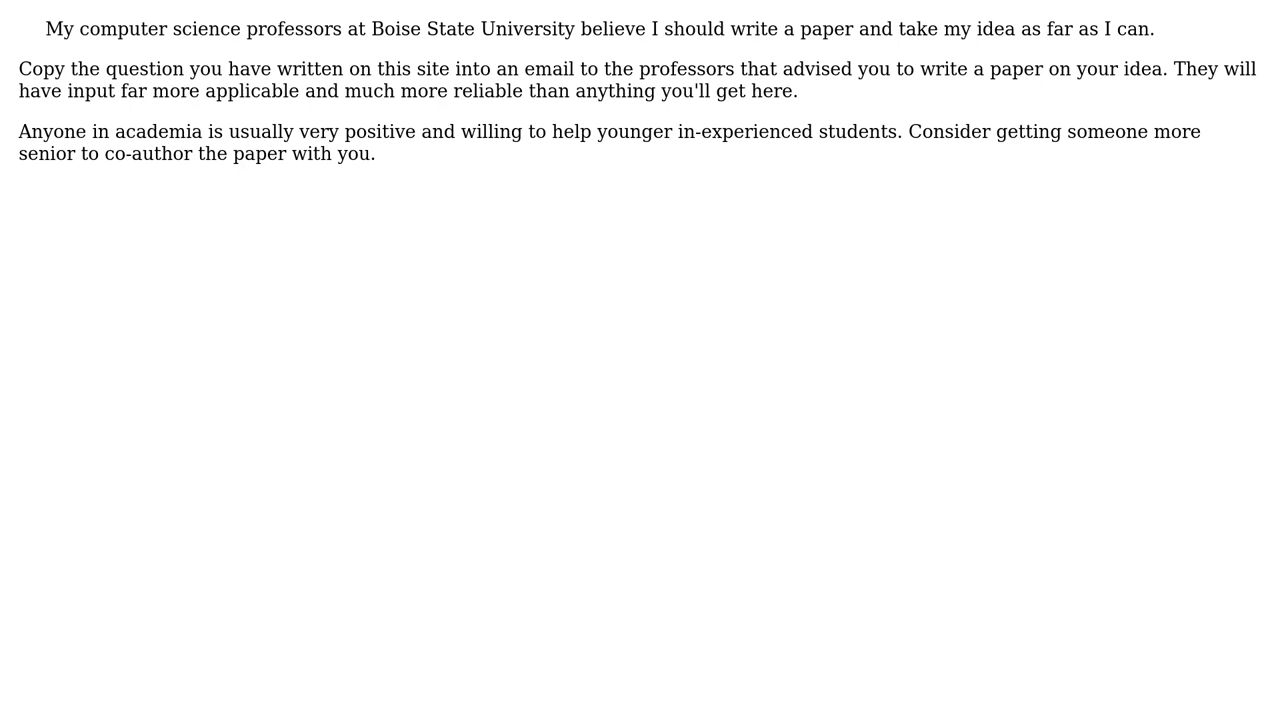 My computer science professors at Boise State University believe I should write a paper and take my idea as far as I can.
Copy the question you have written on this site into an email to the professors that advised you to write a paper on your idea. They will
have input far more applicable and much more reliable than anything you'll get here.
Anyone in academia is usually very positive and willing to help younger in-experienced students. Consider getting someone more
senior to co-author the paper with you.